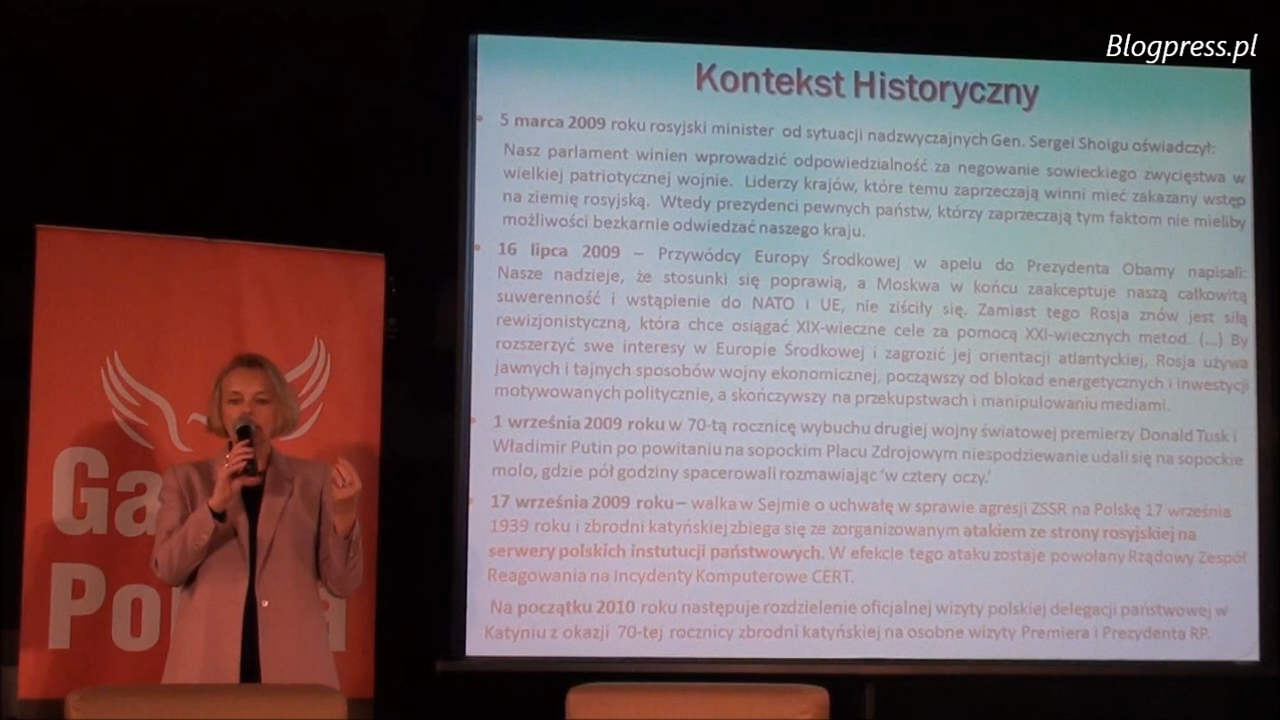 Blogpress.pl
Kontekst Historyczny
• 5 marca 2009 roku rosyjski minister od sytuacji nadzwyczajnych Gen. Sergei Shoigu oświadczył:
Nasz parlament winien wprowadzić odpowiedzialność za negowanie sowieckiego zwycięstwa w
wielkiej patriotycznej wojnie. Liderzy krajów, które temu zaprzeczają winni mieć zakazany wstęp
na ziemię rosyjską. Wtedy prezydenci pewnych państw, którzy zaprzeczają tym faktom nie mieliby
możliwości bezkarnie odwiedzać naszego kraju.
• 16 lipca 2009 – Przywódcy Europy Środkowej w apelu do Prezydenta Obamy napisali:
Nasze nadzieje, że stosunki się poprawią, a Moskwa w końcu zaakceptuje naszą całkowitą
suwerenność i wstąpienie do NATO i UE, nie ziściły się. Zamiast tego Rosja znów jest siłą
rewizjonistyczną, która chce osiągać XIX-wieczne cele za pomocą XXI-wiecznych metod. (...) By
rozszerzyć swe interesy w Europie Środkowej i zagrozić jej orientacji atlantyckiej, Rosja używa
jawnych i tajnych sposobów wojny ekonomicznej, począwszy od blokad energetycznych i inwestycji
motywowanych politycznie, a skończywszy na przekupstwach i manipulowaniu mediami.
• 1 września 2009 roku w 70-tą rocznicę wybuchu drugiej wojny światowej premierzy Donald Tusk i
Władimir Putin po powitaniu na sopockim Placu Zdrojowym niespodziewanie udali się na sopockie
molo, gdzie pół godziny spacerowali rozmawiając 'w cztery oczy.'
• 17 września 2009 roku – walka w Sejmie o uchwałę w sprawie agresji ZSSR na Polskę 17 września
1939 roku i zbrodni katyńskiej zbiega się ze zorganizowanym atakiem ze strony rosyjskiej na
serwery polskich instutucji państwowych. W efekcie tego ataku zostaje powołany Rządowy Zespół
Reagowania na Incydenty Komputerowe CERT.
Na początku 2010 roku następuje rozdzielenie oficjalnej wizyty polskiej delegacji państwowej w
Katyniu z okazji 70-tej rocznicy zbrodni katyńskiej na osobne wizyty Premiera i Prezydenta RP.
Ga
Po a